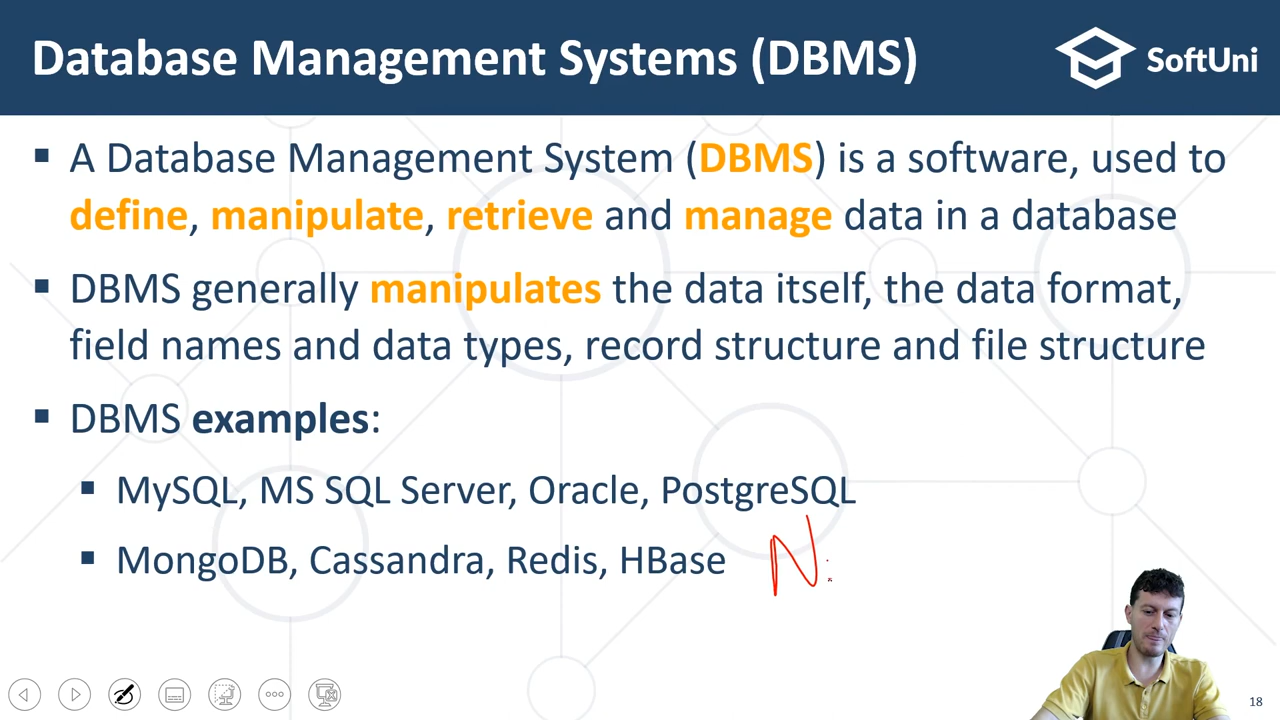 Database Management Systems (DBMS)
SoftUni
▪ A Database Management System (DBMS) is a software, used to
define, manipulate, retrieve and manage data in a database
▪ DBMS generally manipulates the data itself, the data format,
field names and data types, record structure and file structure
▪ DBMS examples:
▪ MySQL, MS SQL Server, Oracle, PostgreSQL
▪ MongoDB, Cassandra, Redis, HBase N
18